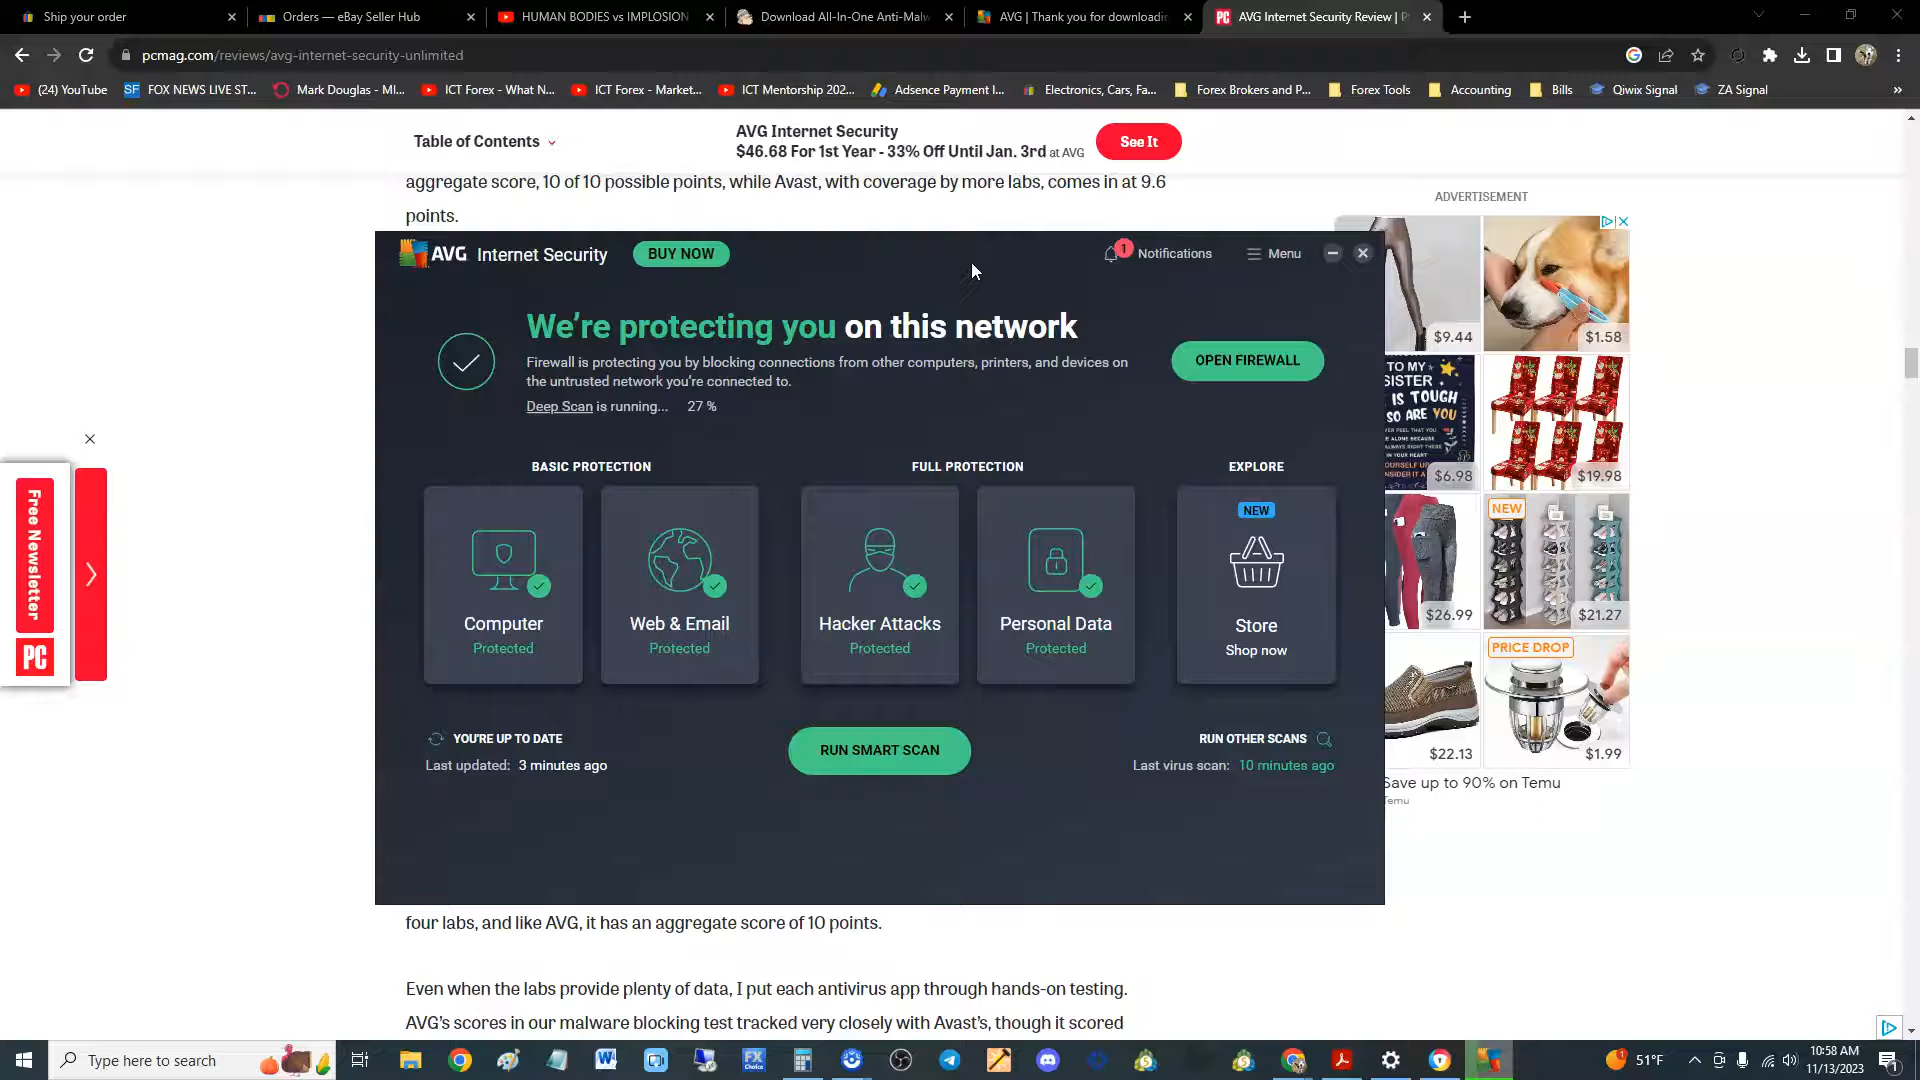 Ship your order
Orders — eBay Seller Hub
HUMAN BODIES vs IMPLOSION
Download All-In-One Anti-Malw
AVG | Thank you for downloadin
AVG Internet Security Review | P
pcmag.com/reviews/avg-internet-security-unlimited
(24) YouTube
FOX NEWS LIVE ST...
Mark Douglas - MI...
ICT Forex - What N...
ICT Forex - Market...
ICT Mentorship 202...
Adsence Payment I...
Electronics, Cars, Fa...
Forex Brokers and P...
Forex Tools
Accounting
Bills
Qiwix Signal
ZA Signal
»
Table of Contents
AVG Internet Security
$46.68 For 1st Year - 33% Off Until Jan. 3rd at AVG
See It
aggregate score, 10 of 10 possible points, while Avast, with coverage by more labs, comes in at 9.6
points.
ADVERTISEMENT
AVG Internet Security
BUY NOW
1
Notifications
Menu
We're protecting you on this network
Firewall is protecting you by blocking connections from other computers, printers, and devices on
the untrusted network you're connected to.
Deep Scan is running... 27 %
OPEN FIREWALL
BASIC PROTECTION
FULL PROTECTION
EXPLORE
Computer
Protected
Web & Email
Protected
Hacker Attacks
Protected
Personal Data
Protected
NEW
Store
Shop now
YOU'RE UP TO DATE
Last updated: 3 minutes ago
RUN SMART SCAN
RUN OTHER SCANS
Last virus scan: 10 minutes ago
$9.44
$1.58
TO MY
SISTER
IS TOUGH
SO ARE YOU
$6.98
$19.98
$26.99
NEW
$21.27
$22.13
PRICE DROP
$1.99
Save up to 90% on Temu
Temu
Free Newsletter
PC
four labs, and like AVG, it has an aggregate score of 10 points.
Even when the labs provide plenty of data, I put each antivirus app through hands-on testing.
AVG's scores in our malware blocking test tracked very closely with Avast's, though it scored
Type here to search
FX
Choice
1
51°F
10:58 AM
11/13/2023
1